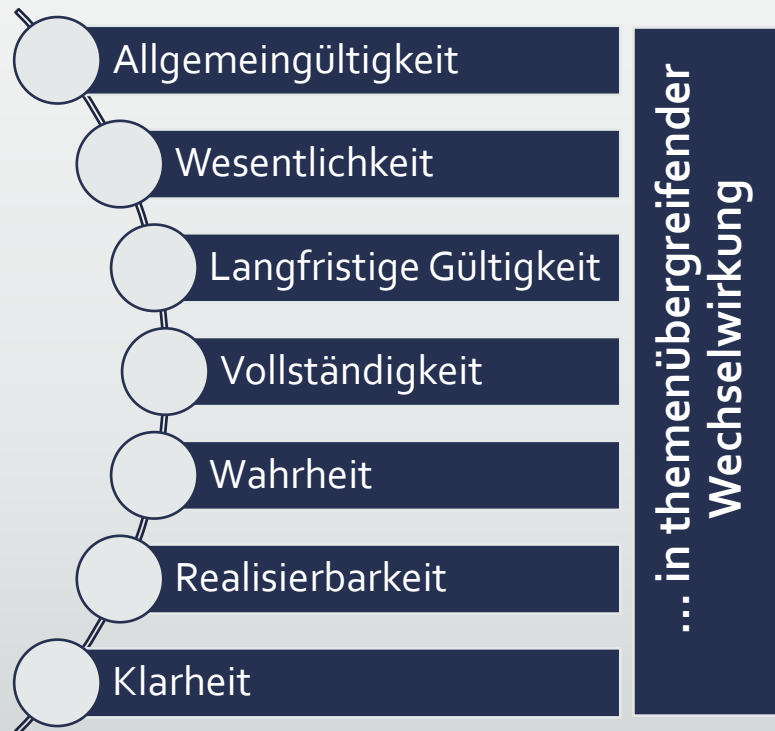 Allgemeingültigkeit
Wesentlichkeit
Langfristige Gültigkeit
Vollständigkeit
Wahrheit
Realisierbarkeit
Klarheit
... in themenübergreifender
Wechselwirkung